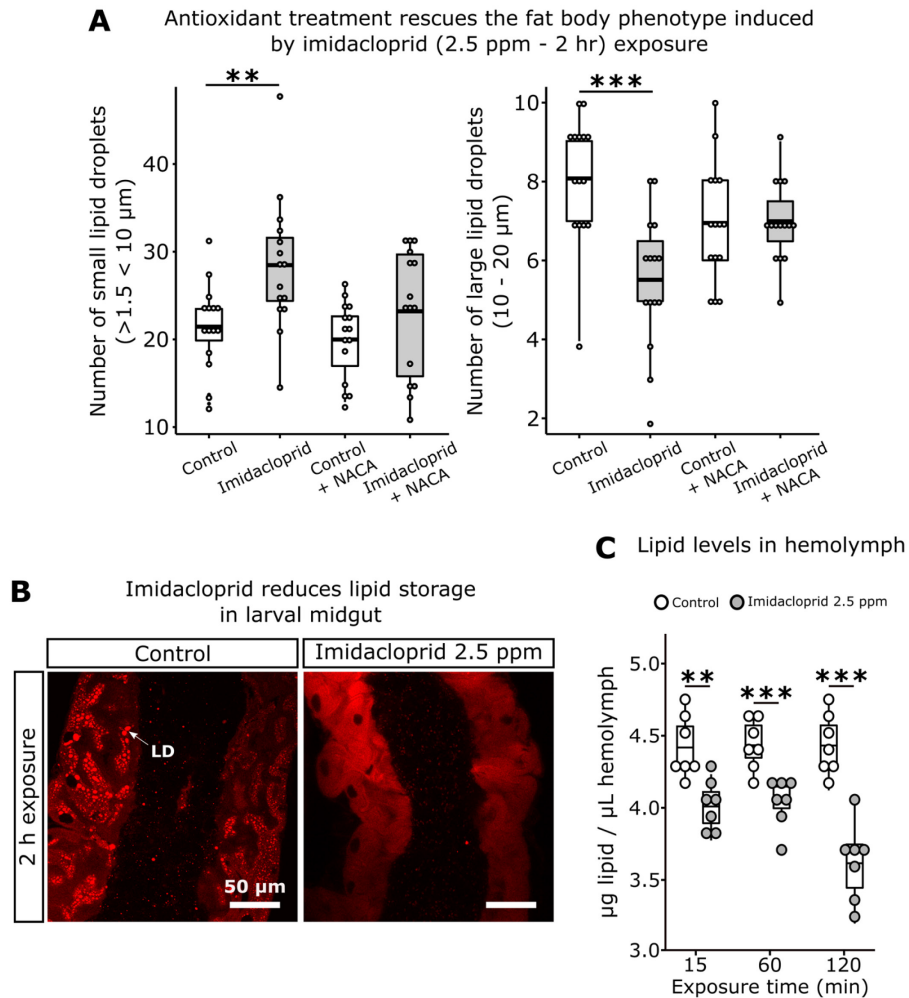 A
Antioxidant treatment rescues the fat body phenotype induced
by imidacloprid (2.5 ppm - 2 hr) exposure
Number of small lipid droplets
(>1.5 < 10 µm)
40
30
20
10
**
Control
Imidacloprid
Control
+ NACA
Imidacloprid
+ NACA
Number of large lipid droplets
(10 - 20 µm)
10
8
6
4
2
***
Control
Imidacloprid
Control
+ NACA
Imidacloprid
+ NACA
B
Imidacloprid reduces lipid storage
in larval midgut
Control
Imidacloprid 2.5 ppm
2 h exposure
LD
50 µm
C
Lipid levels in hemolymph
Control
Imidacloprid 2.5 ppm
µg lipid / µL hemolymph
5.0
4.5
4.0
3.5
3.0
**
***
***
15
60
120
Exposure time (min)